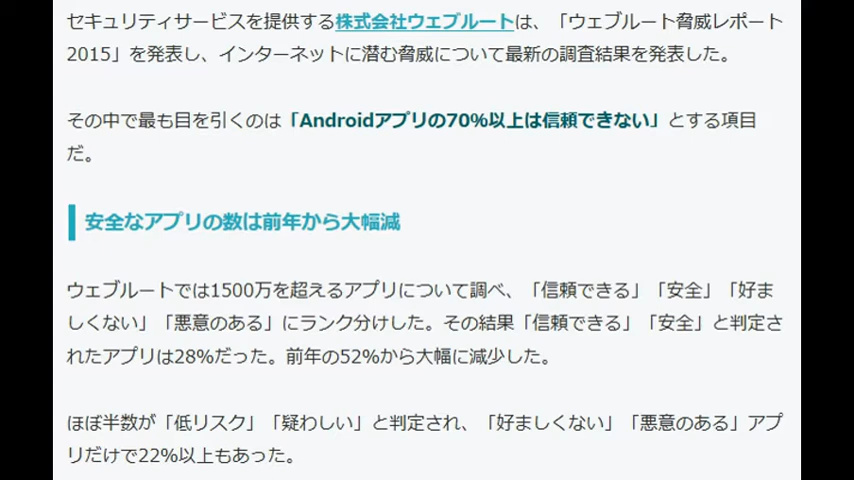 セキュリティサービスを提供する株式会社ウェブルートは、「ウェブルート脅威レポート
2015」を発表し、インターネットに潜む脅威について最新の調査結果を発表した。
その中で最も目を引くのは「Androidアプリの70%以上は信頼できない」とする項目
だ。
安全なアプリの数は前年から大幅減
ウェブルートでは1500万を超えるアプリについて調べ、「信頼できる」「安全」「好ま
しくない」「悪意のある」にランク分けした。その結果「信頼できる」「安全」と判定さ
れたアプリは28%だった。前年の52%から大幅に減少した。
ほぼ半数が「低リスク」「疑わしい」と判定され、「好ましくない」「悪意のある」アプ
リだけで22%以上もあった。